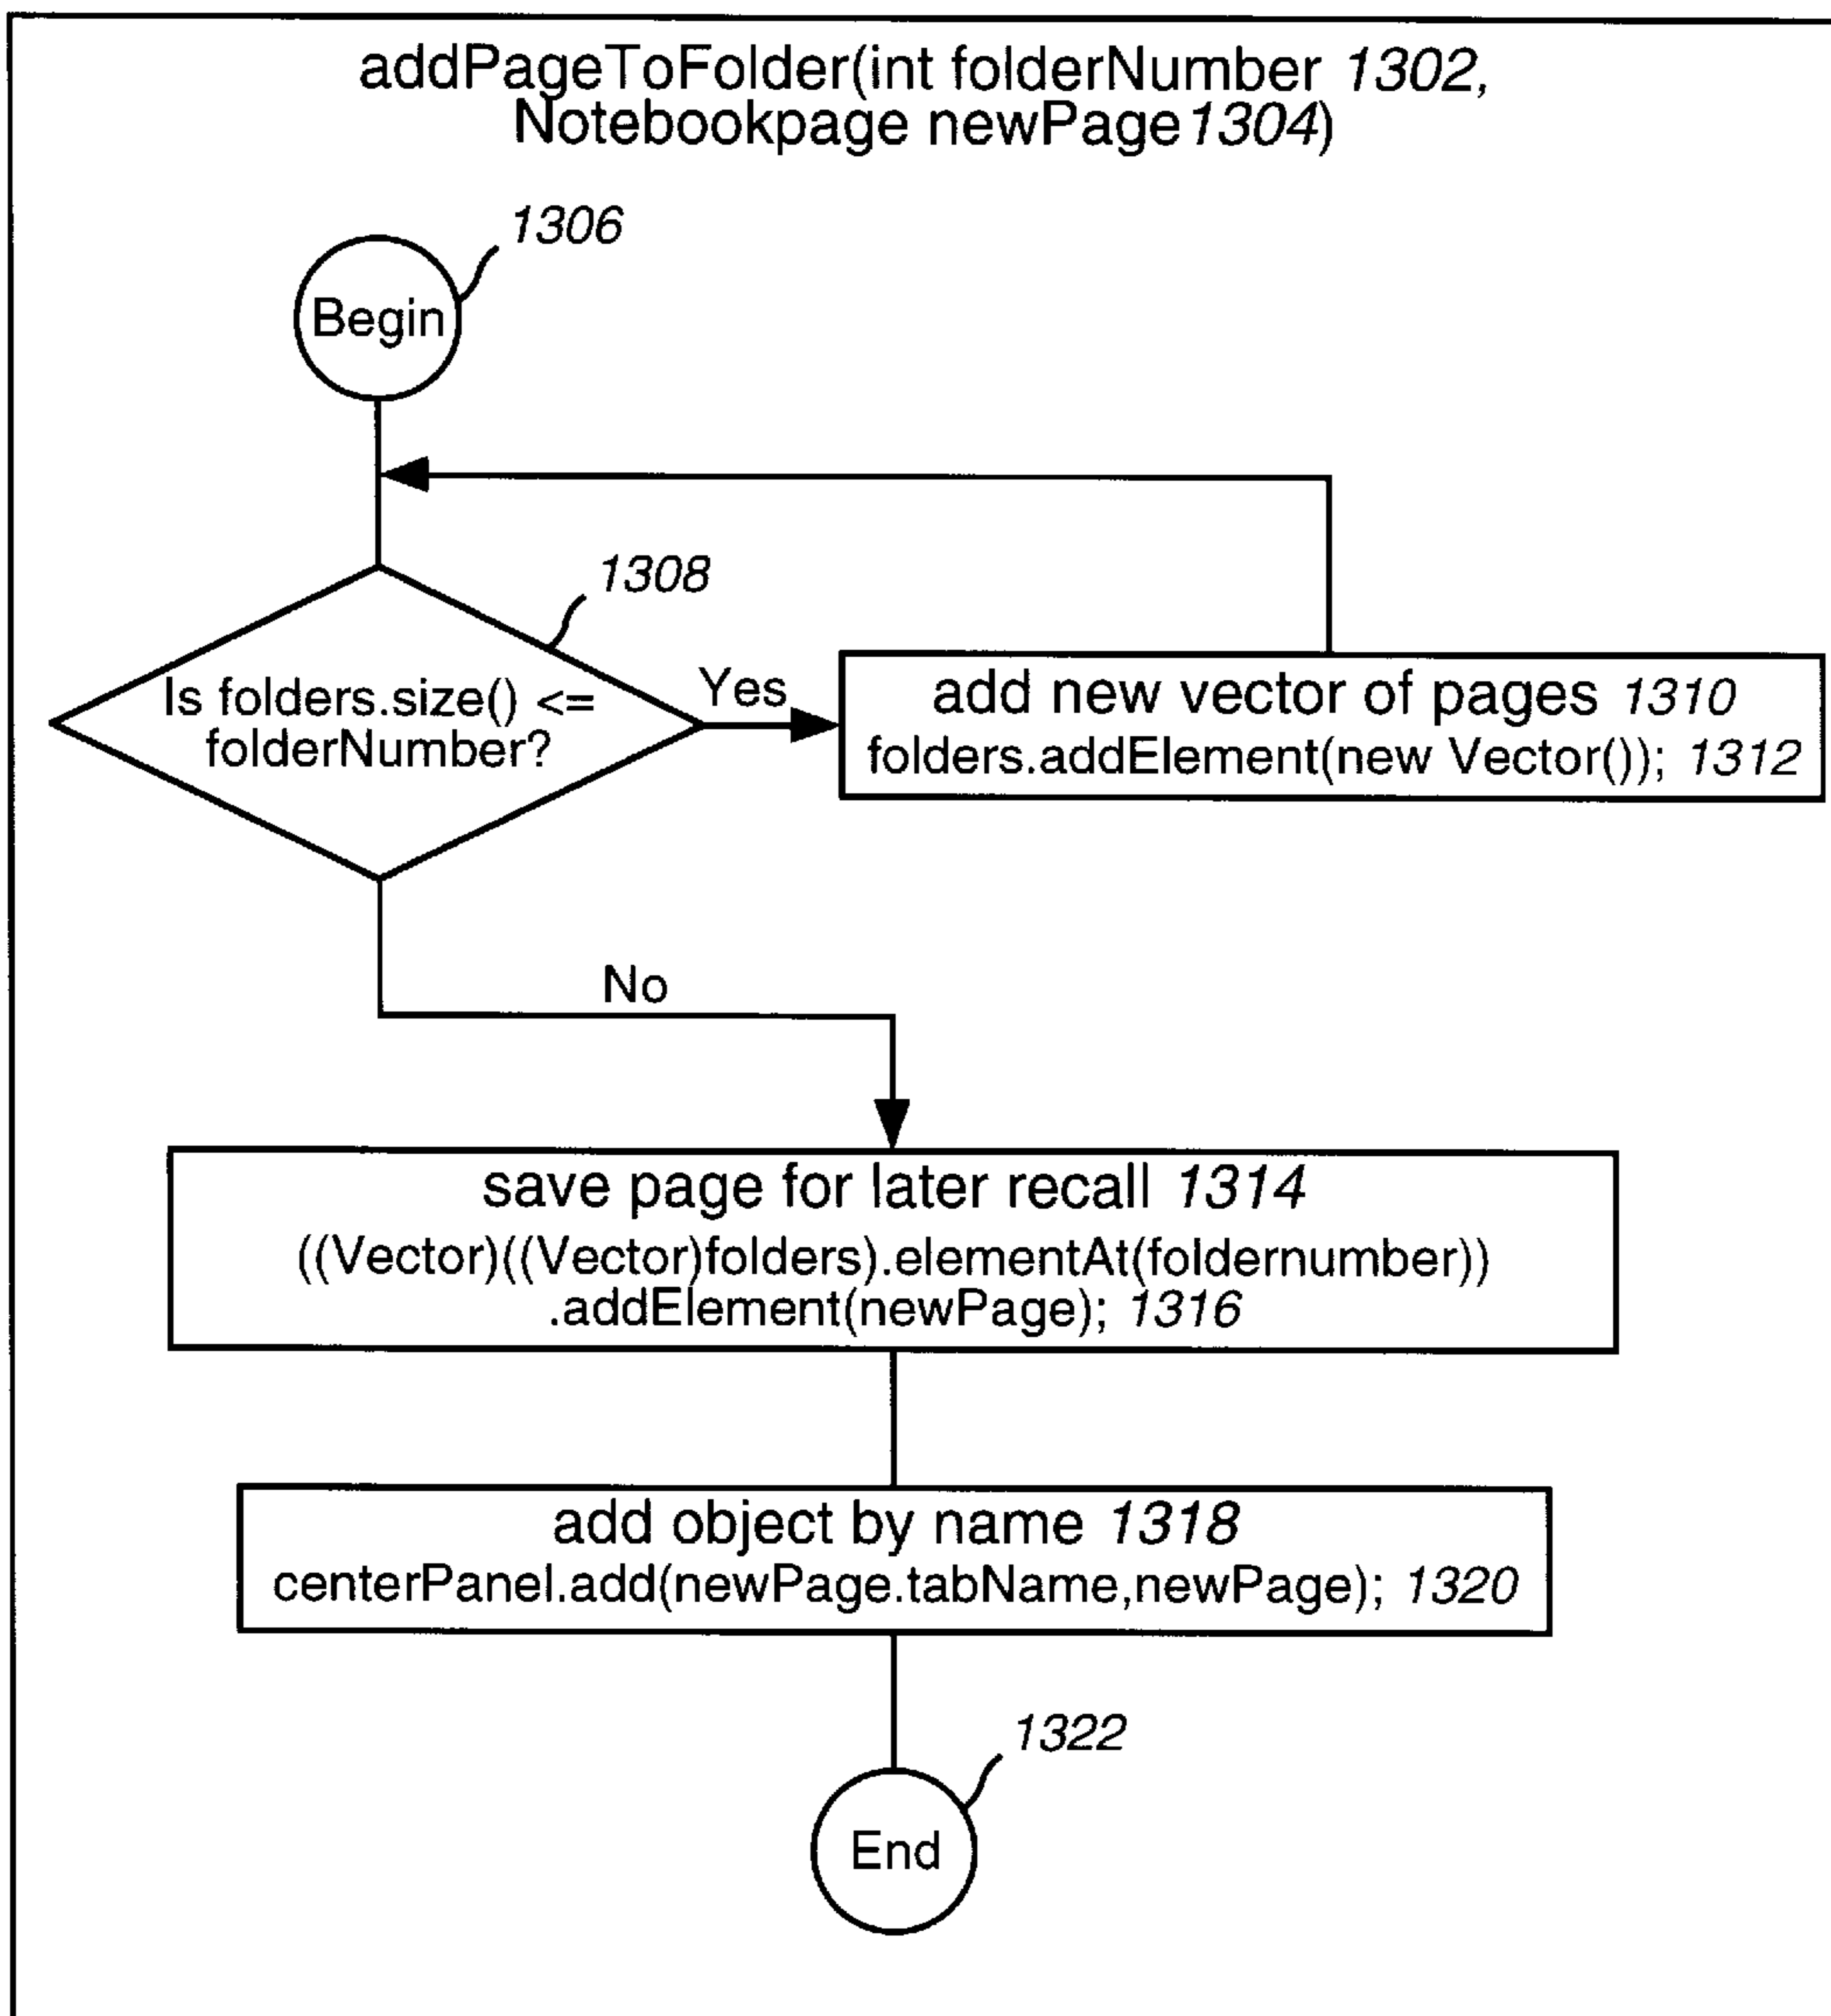 addPageToFolder(int folderNumber 1302,
Notebookpage newPage1304)
1306
Begin
1308
Is folders.size() <=
folderNumber?
Yes
add new vector of pages 1310
folders.addElement(new Vector()); 1312
No
save page for later recall 1314
((Vector)((Vector)folders).elementAt(foldernumber))
.addElement(newPage); 1316
add object by name 1318
centerPanel.add(newPage.tabName,newPage); 1320
1322
End